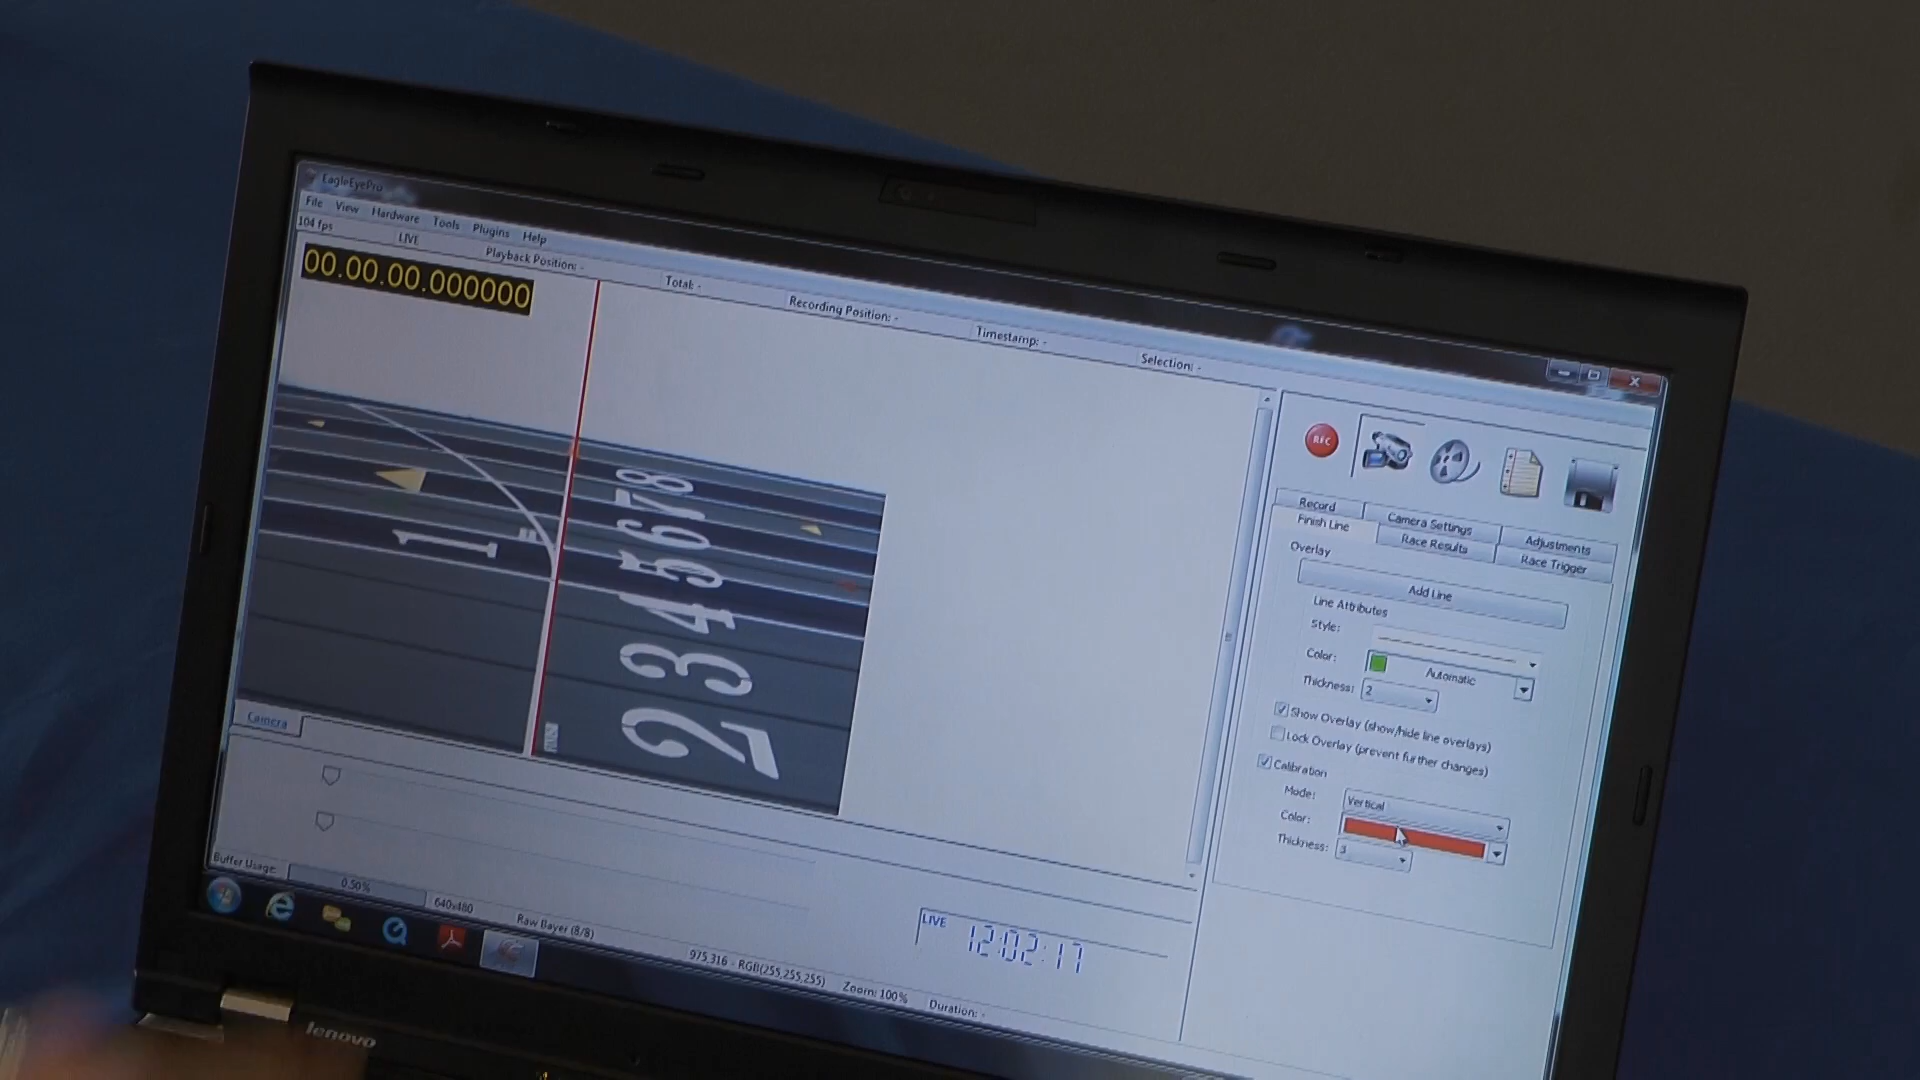 EagleEyePro
File View Hardware Tools Plugins Help
104 fps LIVE Playback Position: - Total: - Recording Position: - Timestamp: - Selection: -
00.00.00.000000
1
2 3 4 5 6 7 8
REC
Record Camera Settings Adjustments
Finish Line Race Results Race Trigger
Overlay
Add Line
Line Attributes
Style:
Color: Automatic
Thickness: 2
Show Overlay (show/hide line overlays)
Lock Overlay (prevent further changes)
Calibration
Mode: Vertical
Color:
Thickness: 3
Camera
Buffer Usage: 0.50% 640x480 Raw Bayer (8/8) 975,316 - RGB(255,255,255) Zoom: 100% Duration: -
LIVE 12:02:17
lenovo